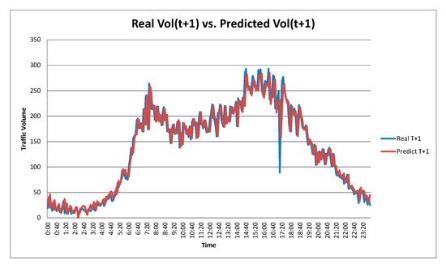 Real Vol(t+1) vs. Predicted Vol(t+1)
350
300
250
200
150
100
50
0
Traffic Volume
0:00 0:40 1:20 2:00 2:40 3:20 4:00 4:40 5:20 6:00 6:40 7:20 8:00 8:40 9:20 10:00 10:40 11:20 12:00 12:40 13:20 14:00 14:40 15:20 16:00 16:40 17:20 18:00 18:40 19:20 20:00 20:40 21:20 22:00 22:40 23:20
Time
Real T+1
Predict T+1